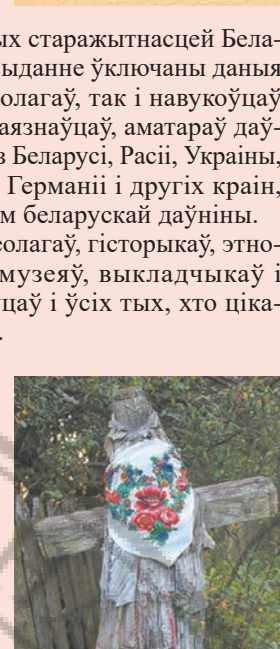 ых старажытнасцей Бела-
ыданне ўключаны даныя
олагаў, так і навукоўцаў
аязнаўцаў, аматараў даў-
з Беларусі, Расіі, Украіны,
Германіі і другіх краін,
м беларускай даўніны.
еолагаў, гісторыкаў, этно-
музеяў, выкладчыкаў і
цаў і ўсіх тых, хто ціка-
.